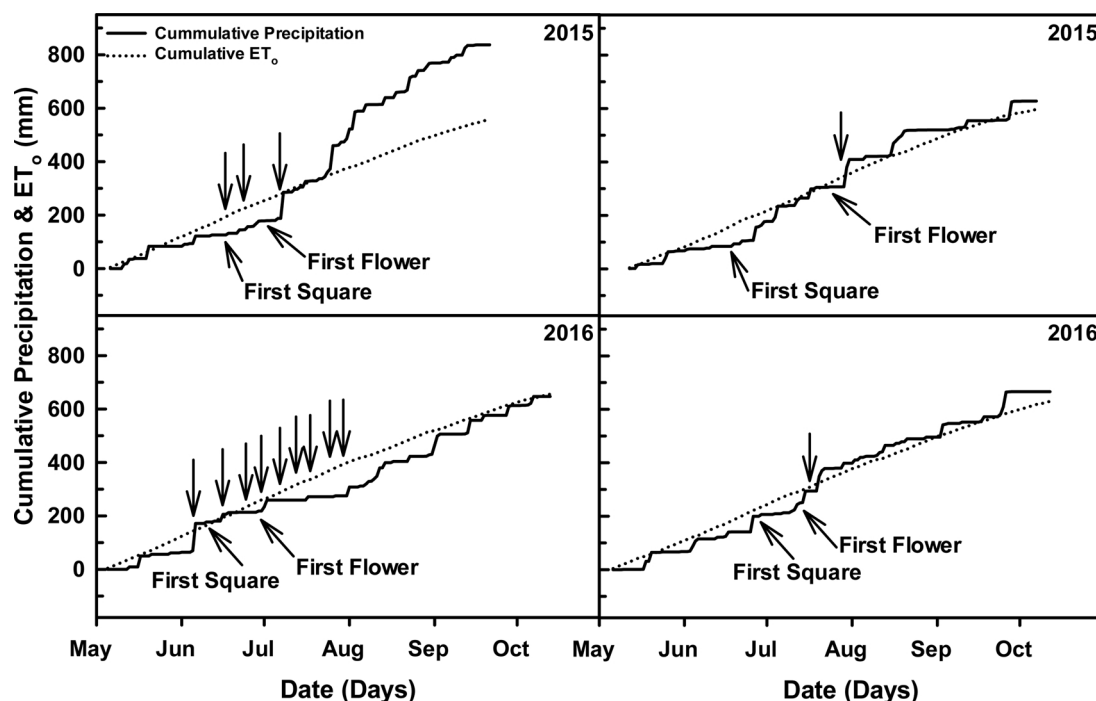 Cummulative Precipitation
Cumulative ETo
2015
2015
800
600
400
200
0
First Flower
First Square
First Flower
First Square
2016
2016
800
600
400
200
0
First Square
First Flower
First Flower
First Square
Cumulative Precipitation & ETo (mm)
May Jun Jul Aug Sep Oct
May Jun Jul Aug Sep Oct
Date (Days)
Date (Days)